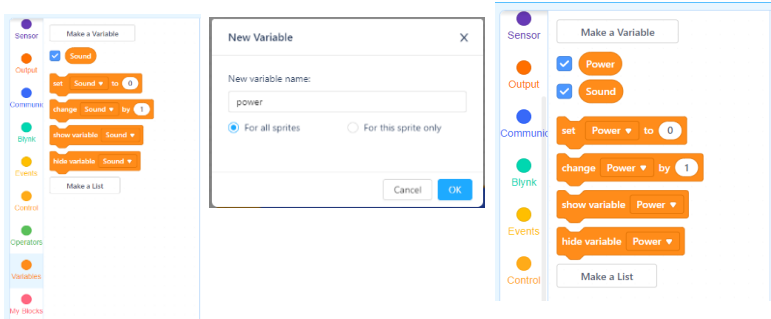 Sensor
Output
Commun
Blynk
Events
Control
Operators
Variables
My Blocks
Make a Variable
Sound
set Sound to 0
change Sound by 1
show variable Sound
hide variable Sound
Make a List
New Variable
New variable name:
power
For all sprites
For this sprite only
Cancel
OK
Sensor
Output
Communic
Blynk
Events
Control
Make a Variable
Power
Sound
set Power to 0
change Power by 1
show variable Power
hide variable Power
Make a List